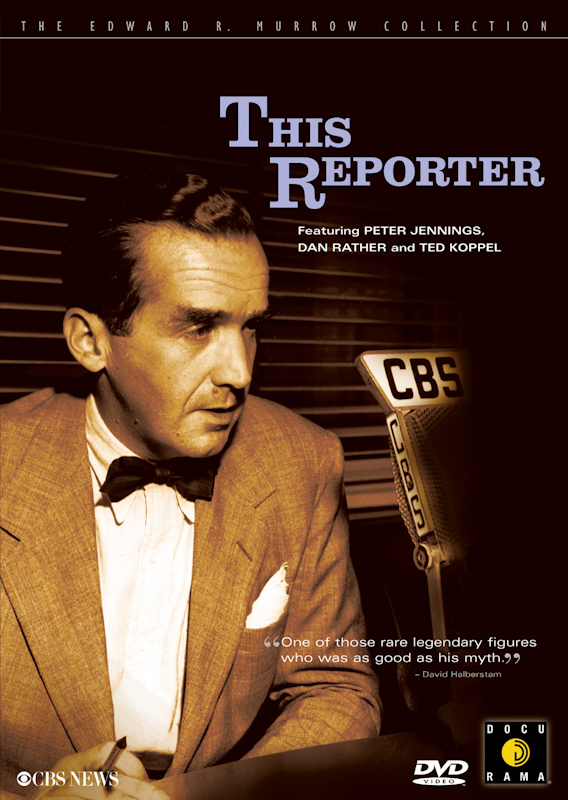 THE EDWARD R. MURROW COLLECTION
THIS
REPORTER
Featuring PETER JENNINGS,
DAN RATHER and TED KOPPEL
CBS
CBS
“One of those rare legendary figures
who was as good as his myth.”
– David Halberstam
CBS NEWS
DVD
VIDEO
DOCU
RAMA